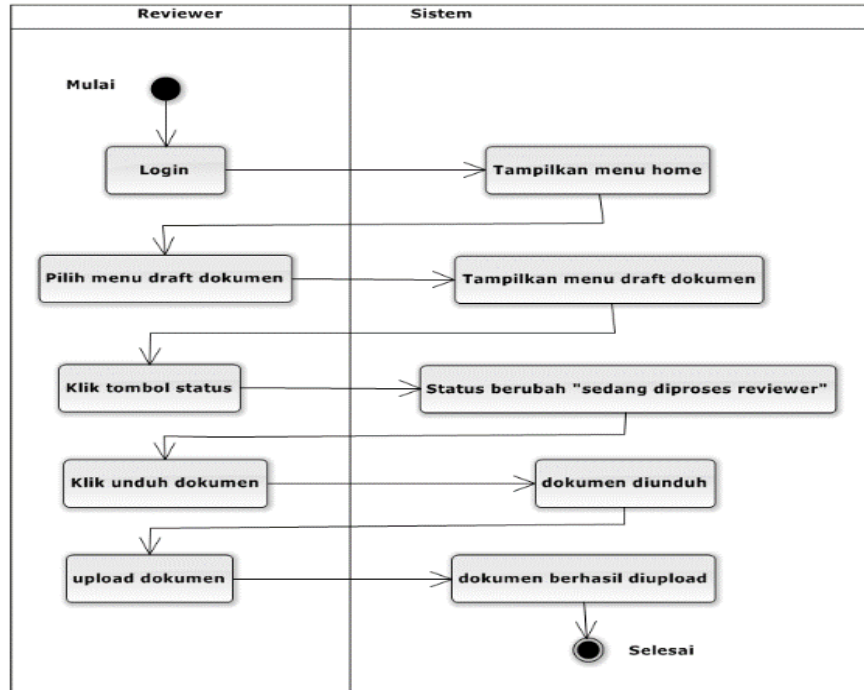 Reviewer
Sistem
Mulai
Login
Tampilkan menu home
Pilih menu draft dokumen
Tampilkan menu draft dokumen
Klik tombol status
Status berubah "sedang diproses reviewer"
Klik unduh dokumen
dokumen diunduh
upload dokumen
dokumen berhasil diupload
Selesai